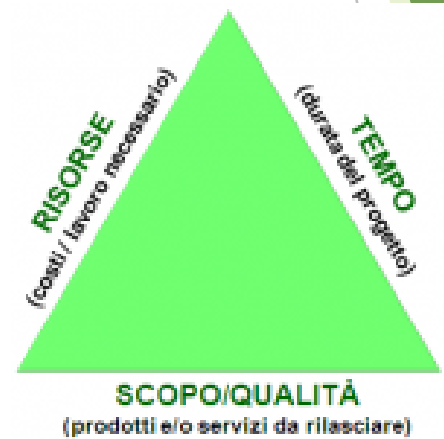 RISORSE
(costi / lavoro necessario)
TEMPO
(durata del progetto)
SCOPO/QUALITÀ
(prodotti e/o servizi da rilasciare)